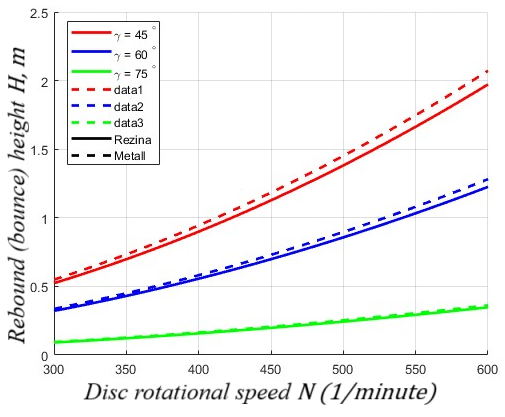 Rebound (bounce) height H, m
2.5
2
1.5
1
0.5
0
γ = 45 °
γ = 60 °
γ = 75 °
data1
data2
data3
Rezina
Metall
300 350 400 450 500 550 600
Disc rotational speed N (1/minute)